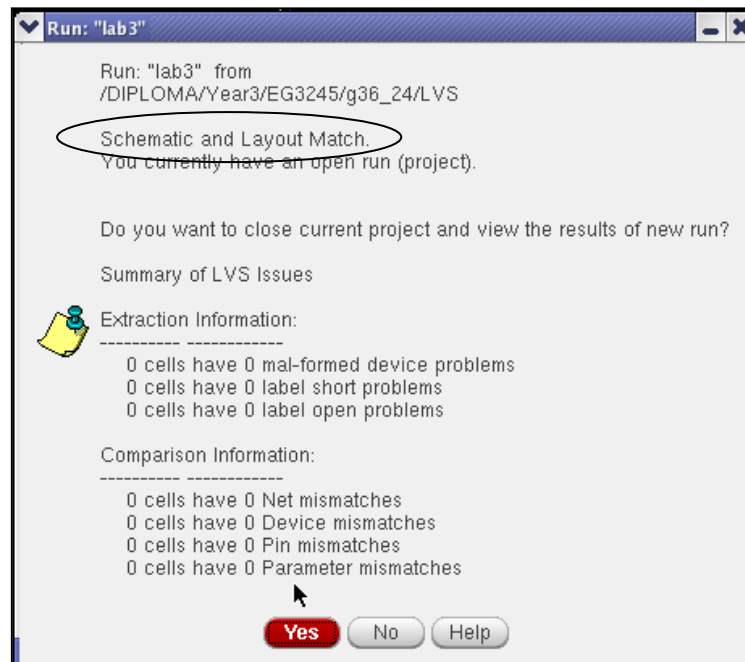 Run: "lab3"
Run: "lab3" from
/DIPLOMA/Year3/EG3245/g36_24/LVS
Schematic and Layout Match.
You currently have an open run (project).
Do you want to close current project and view the results of new run?
Summary of LVS Issues
Extraction Information:
---------- ------------
0 cells have 0 mal-formed device problems
0 cells have 0 label short problems
0 cells have 0 label open problems
Comparison Information:
---------- ------------
0 cells have 0 Net mismatches
0 cells have 0 Device mismatches
0 cells have 0 Pin mismatches
0 cells have 0 Parameter mismatches
Yes No Help